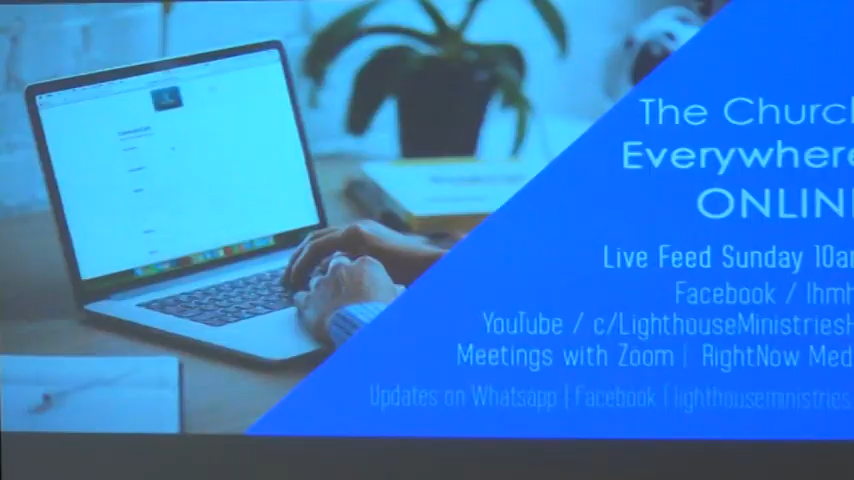 The Church
Everywhere
ONLIN
Live Feed Sunday 10a
Facebook / lhmh
YouTube / c/LighthouseMinistriesH
Meetings with Zoom | RightNow Med
Updates on Whatsapp | Facebook | lighthouseministries.